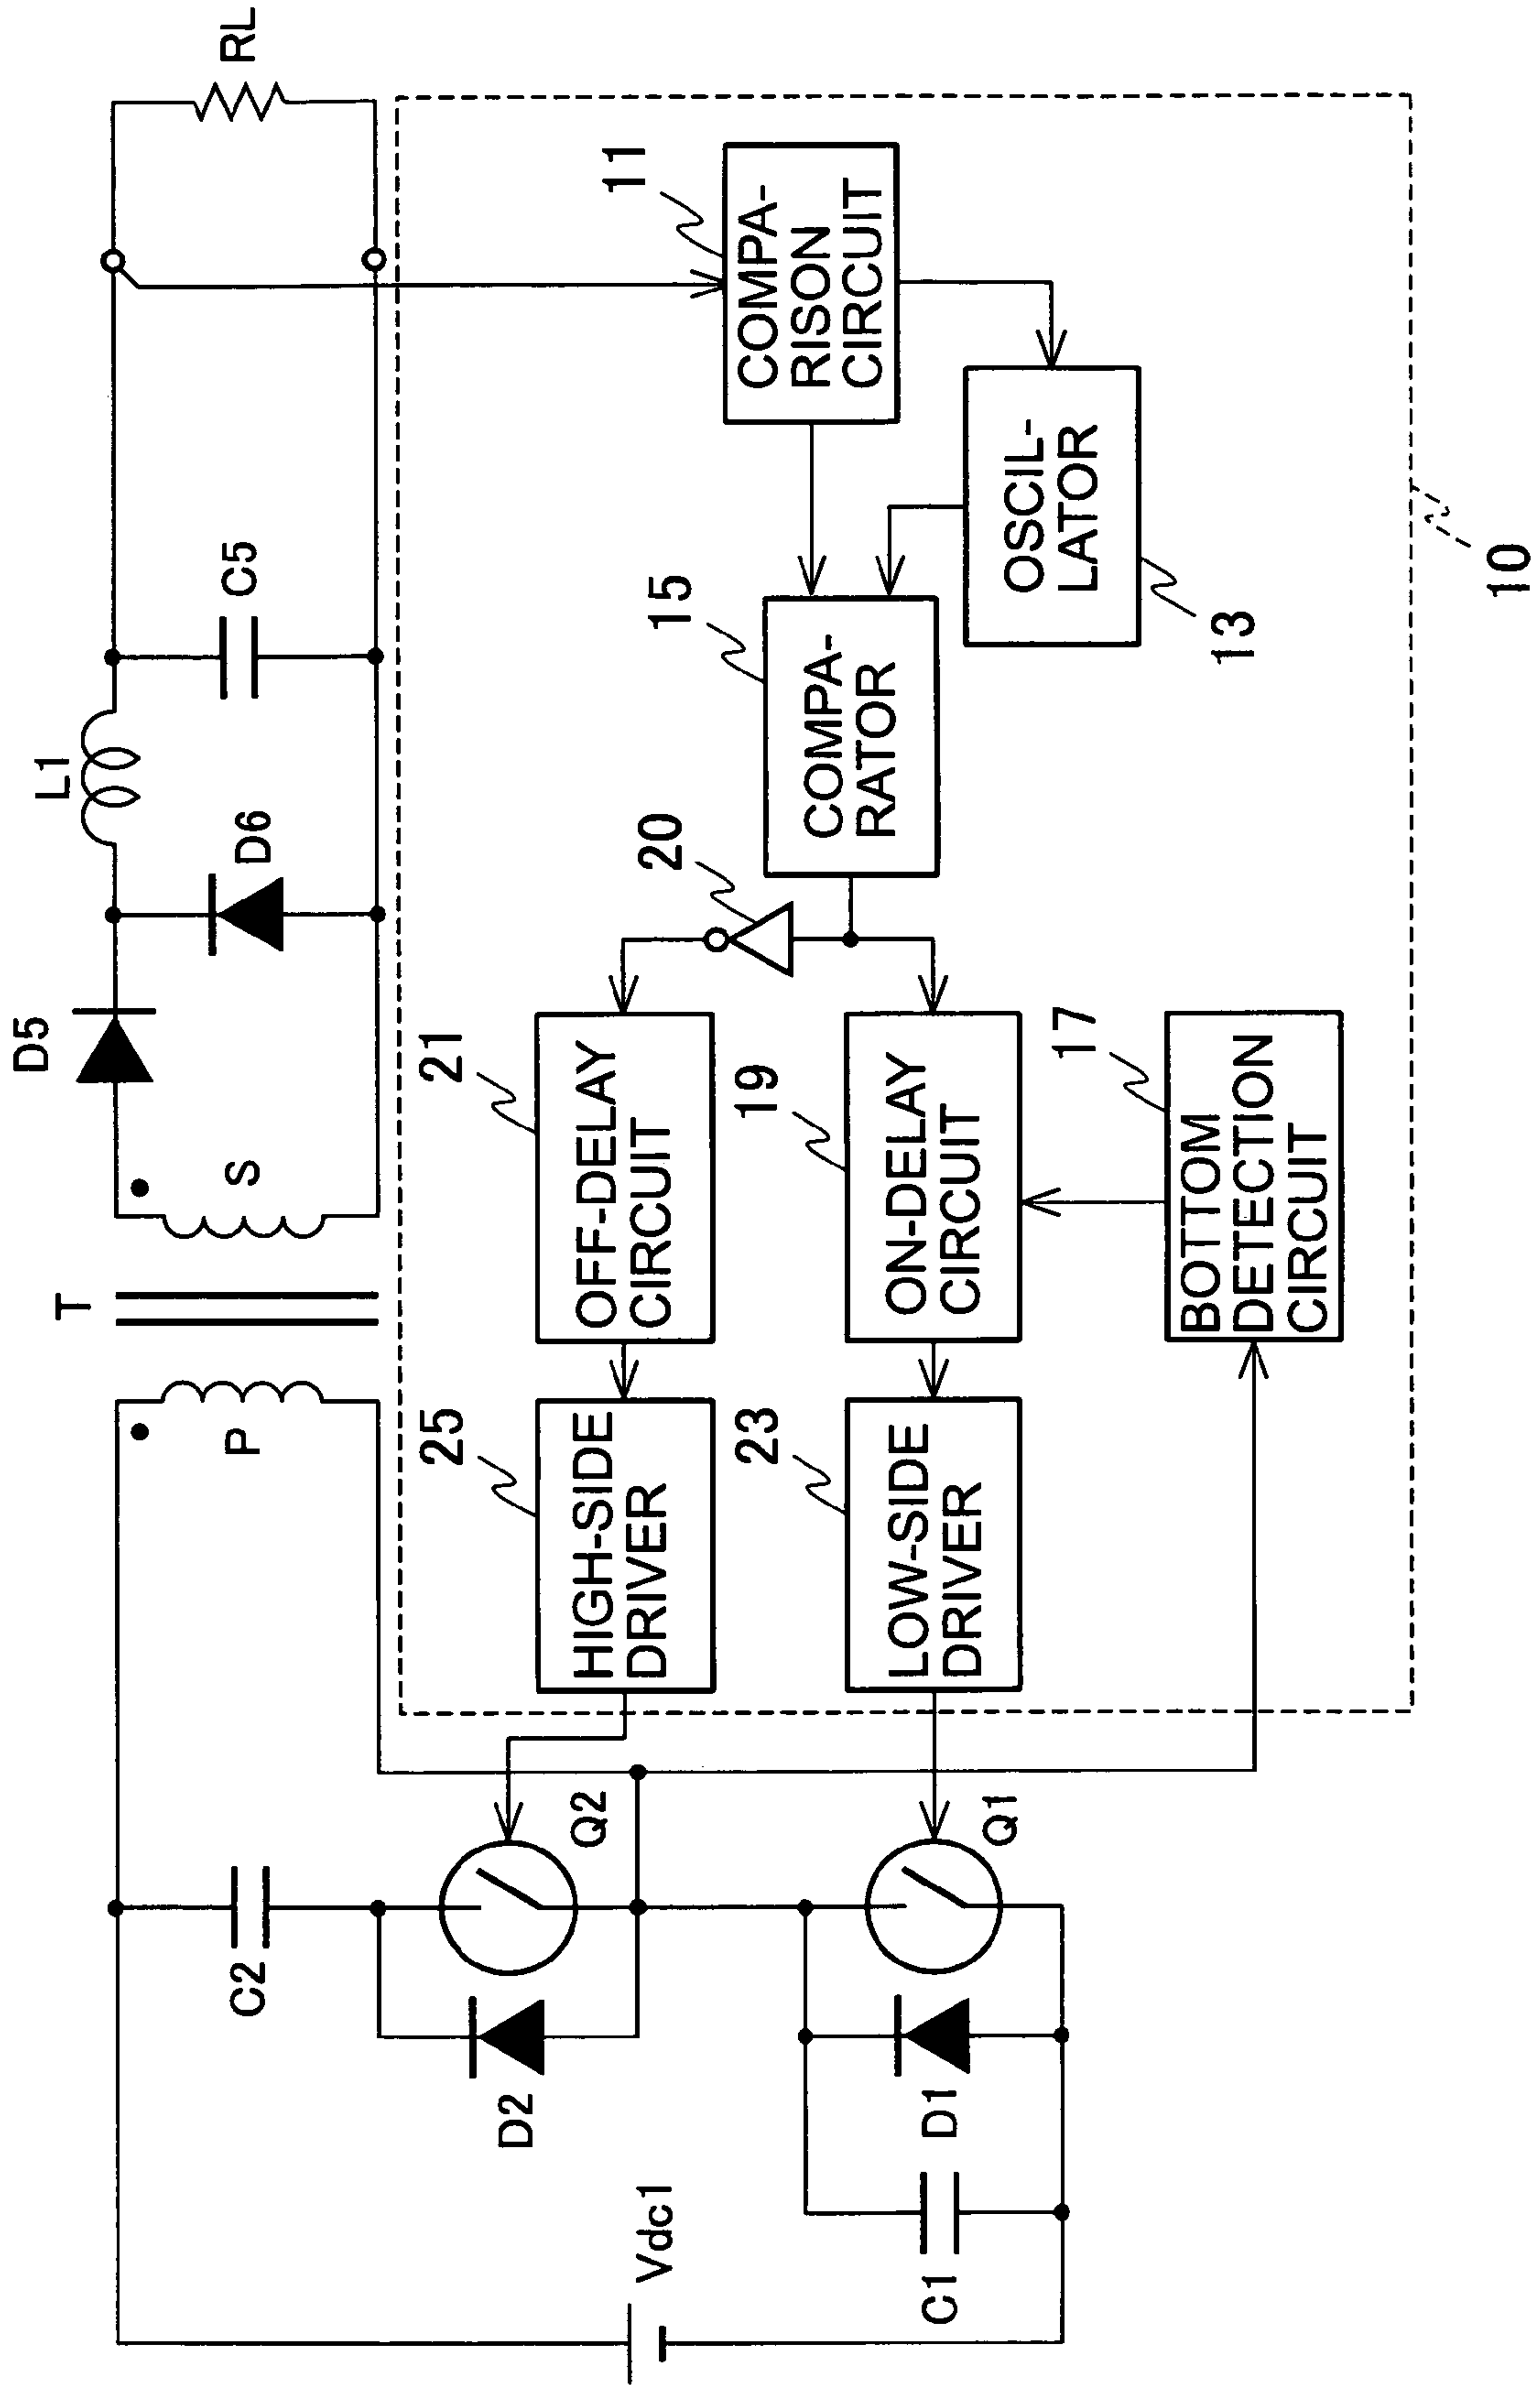 Vdc1
C2
C1
D2
D1
Q2
Q1
P
T
S
D5
D6
L1
C5
RL
25
HIGH-SIDE
DRIVER
21
OFF-DELAY
CIRCUIT
20
23
LOW-SIDE
DRIVER
19
ON-DELAY
CIRCUIT
17
BOTTOM
DETECTION
CIRCUIT
15
COMPA-
RATOR
11
COMPA-
RISON
CIRCUIT
13
OSCIL-
LATOR
10